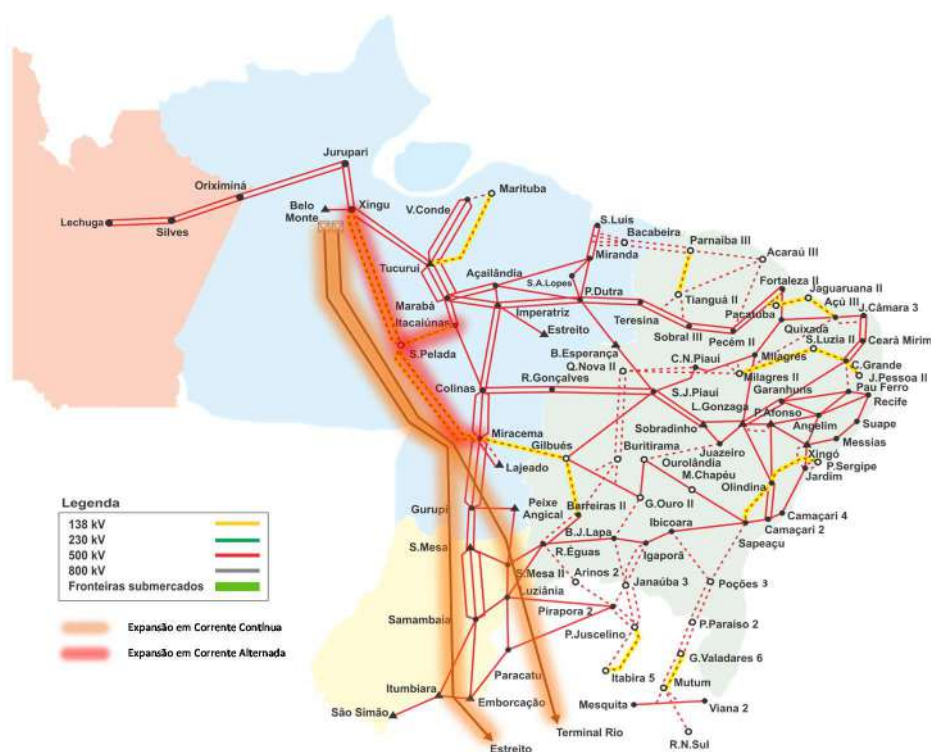 Jurupari
Oriximiná
Marituba
Belo
Monte
Xingu
V.Conde
S.Luis
Bacabeira
Parnaiba III
Lechuga
Silves
Acaraú III
Miranda
Tucurui
Açailândia
Fortaleza II
S.A.Lopes
Jaguaruana II
Tianguá II
P.Dutra
Açú III
Marabá
Pacatuba
J.Câmara 3
Imperatriz
Itacaiúnas
Teresina
Quixada
Estreito
Sobral III
Pecém II
S.Luzia II
Ceará Mirim
S.Pelada
B.Esperança
C.N.Piaui
Milagres
Q.Nova II
C.Grande
J.Pessoa II
Colinas
R.Gonçalves
Milagres II
Garanhuns
Pau Ferro
S.J.Piaui
L.Gonzaga
Recife
P.Afonso
Miracema
Sobradinho
Angelim
Suape
Gilbués
Buritirama
Juazeiro
Xingó
Messias
Lajeado
Ourolândia
P.Sergipe
M.Chapéu
Jardim
Olindina
Peixe
Angical
Barreiras II
G.Ouro II
Gurupi
Camaçari 4
Ibicoara
Camaçari 2
B.J.Lapa
Sapeaçu
S.Mesa
R.Éguas
Igaporã
S.Mesa II
Arinos 2
Janaúba 3
Poções 3
Luziânia
Pirapora 2
Samambaia
P.Juscelino
P.Paraiso 2
Paracatu
G.Valadares 6
Itabira 5
Mutum
Itumbiara
Emborcação
Mesquita
Viana 2
São Simão
Terminal Rio
Estreito
R.N.Sul
Legenda
138 kV
230 kV
500 kV
800 kV
Fronteiras submercados
Expansão em Corrente Contínua
Expansão em Corrente Alternada